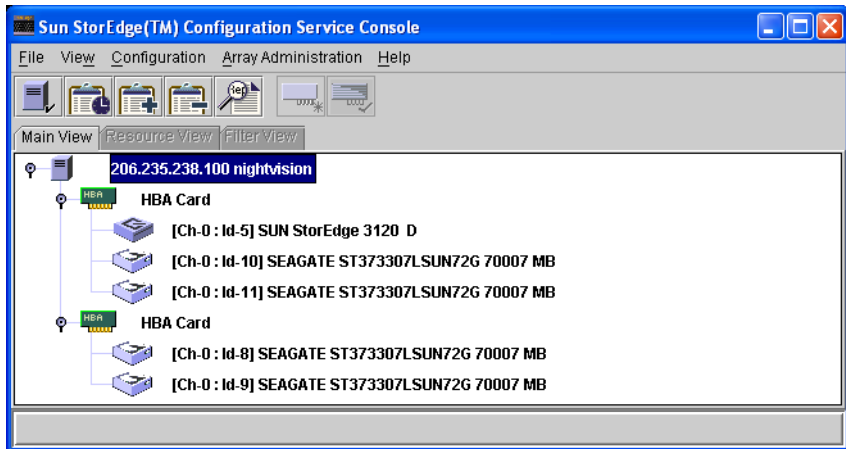 Sun StorEdge(TM) Configuration Service Console
File View Configuration Array Administration Help
Rep
Main View Resource View Filter View
206.235.238.100 nightvision
HBA HBA Card
[Ch-0 : Id-5] SUN StorEdge 3120 D
[Ch-0 : Id-10] SEAGATE ST373307LSUN72G 70007 MB
[Ch-0 : Id-11] SEAGATE ST373307LSUN72G 70007 MB
HBA HBA Card
[Ch-0 : Id-8] SEAGATE ST373307LSUN72G 70007 MB
[Ch-0 : Id-9] SEAGATE ST373307LSUN72G 70007 MB